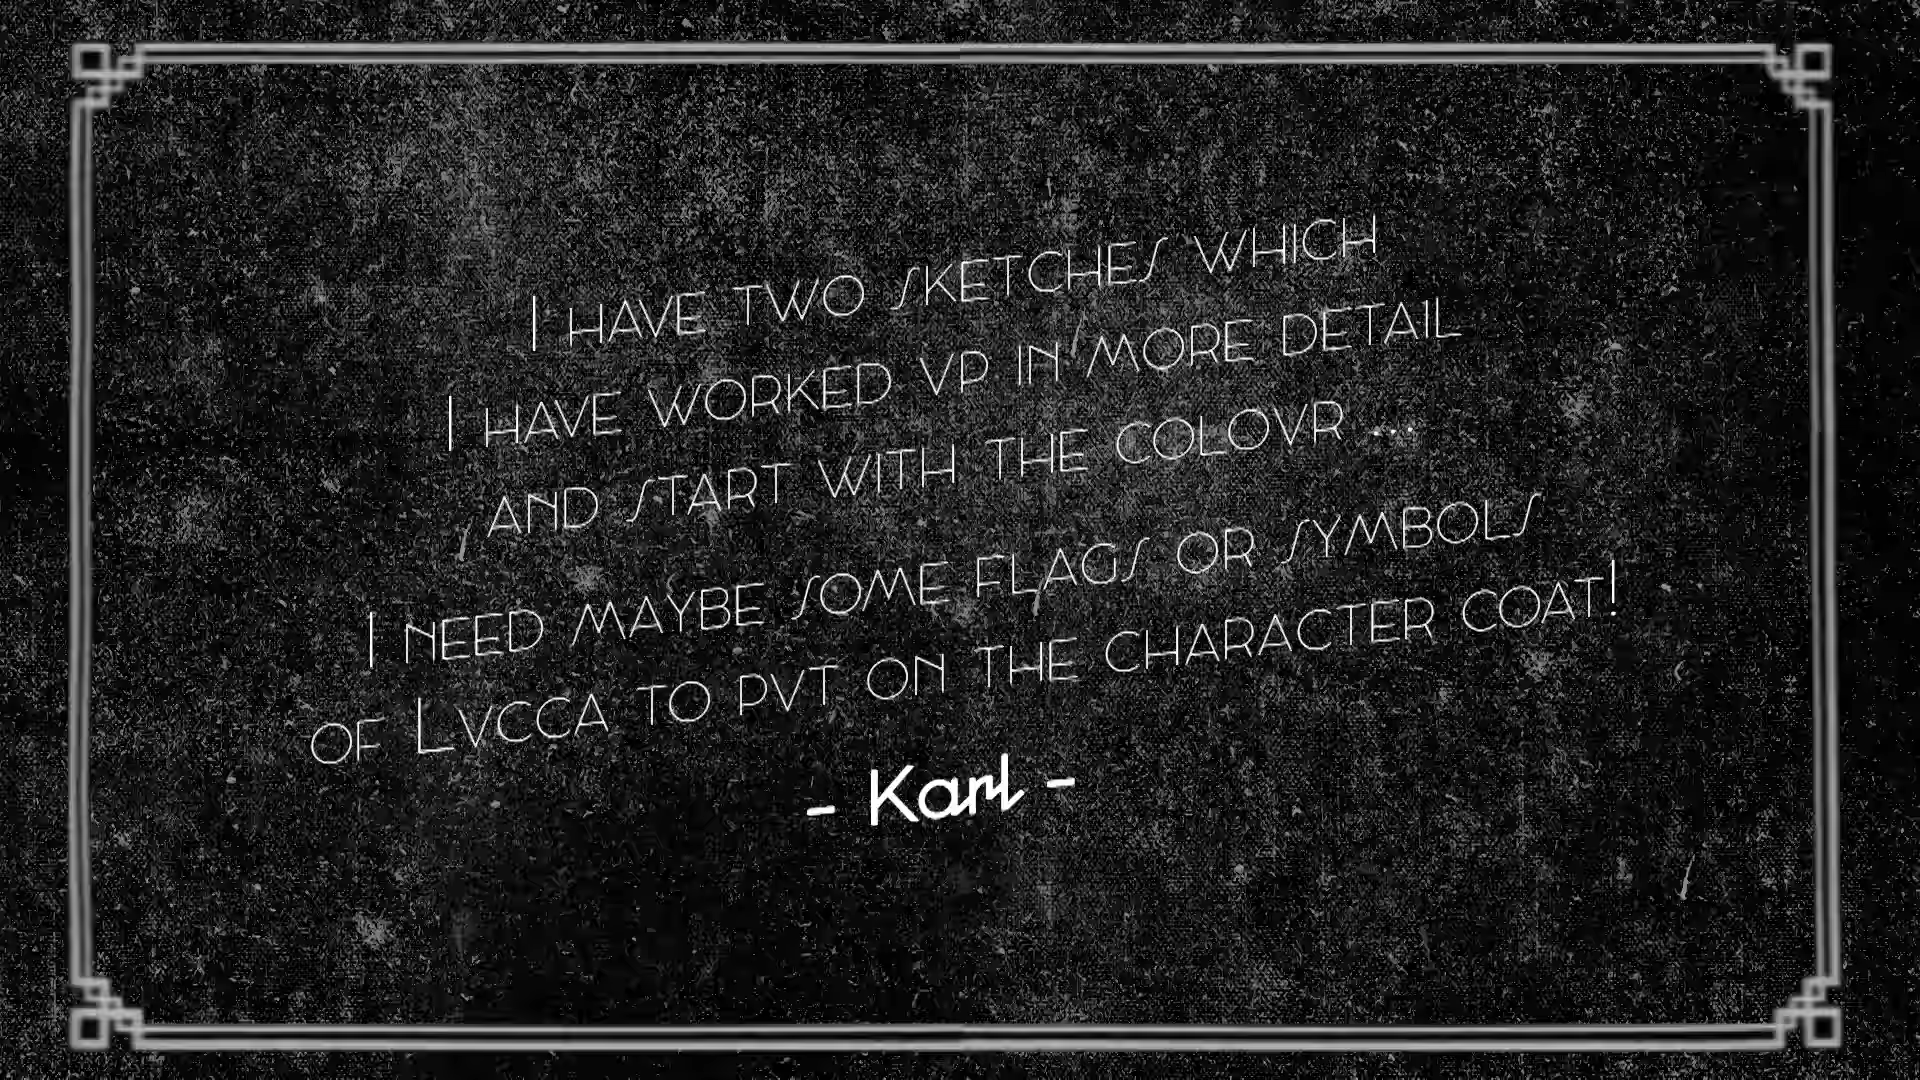 I HAVE TWO SKETCHES WHICH
I HAVE WORKED VP IN MORE DETAIL
AND START WITH THE COLOVR ...
I NEED MAYBE SOME FLAGS OR SYMBOLS
OF LVCCA TO PVT ON THE CHARACTER COAT!
- Karl -